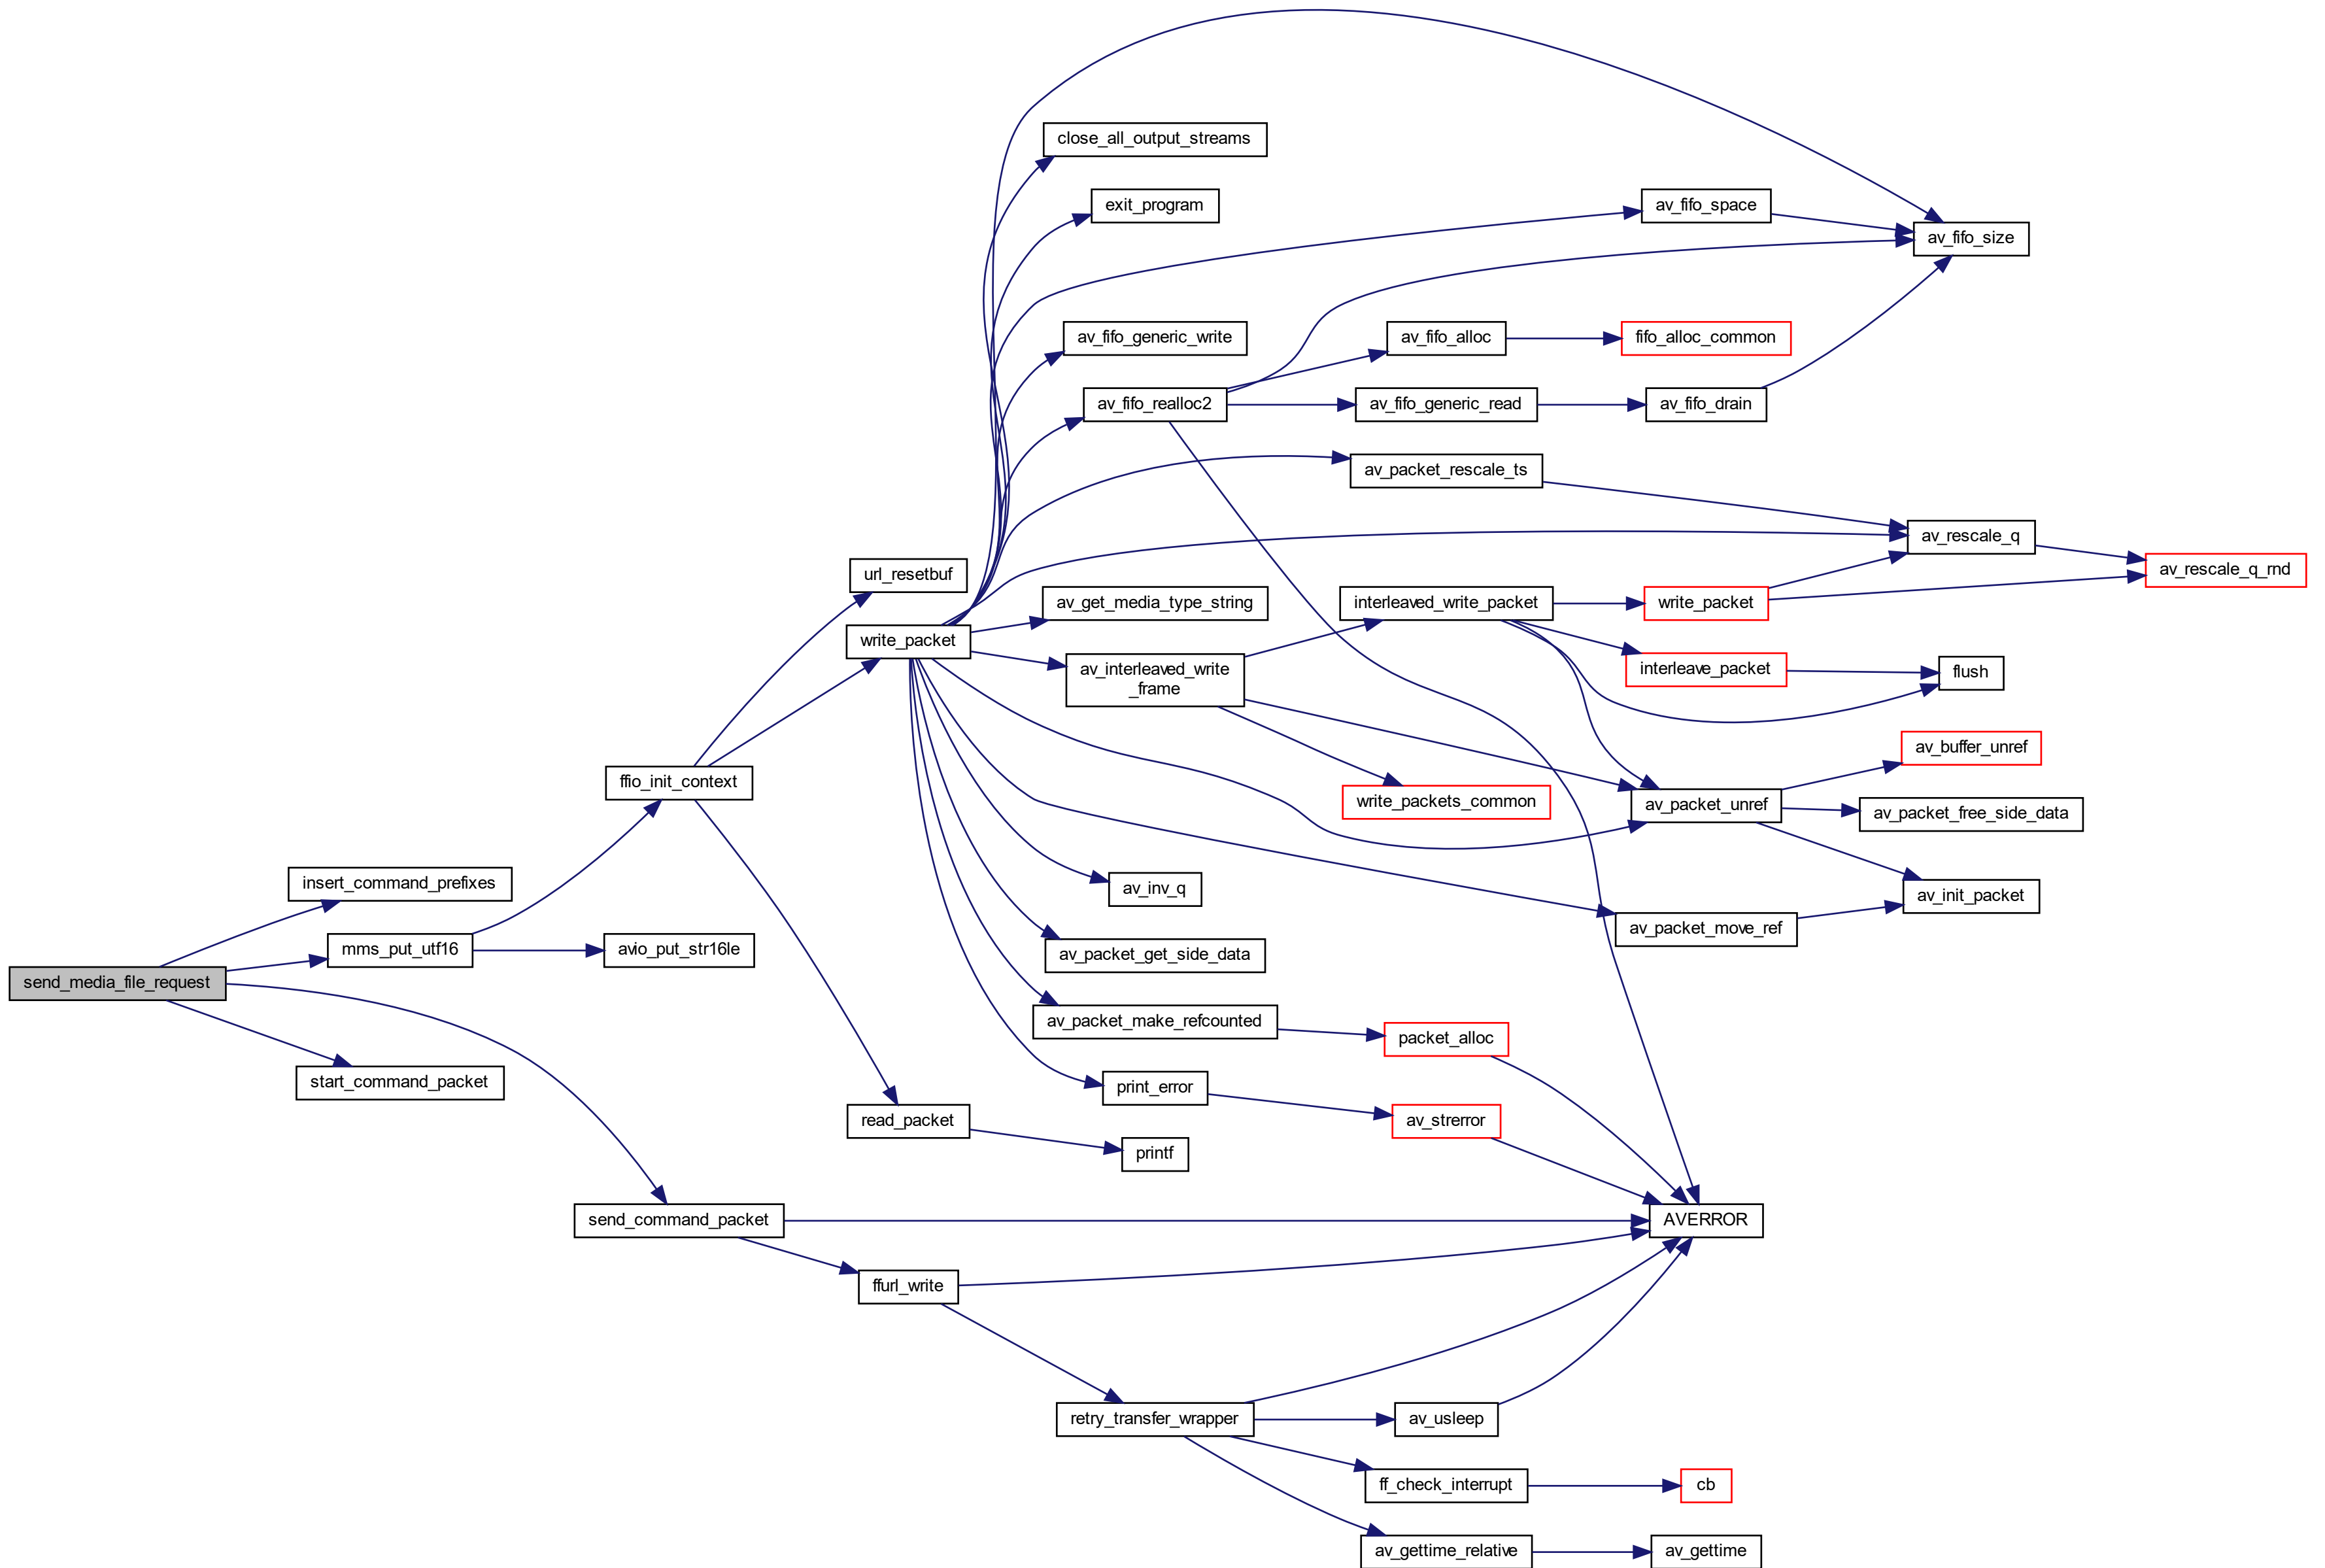 close_all_output_streams
exit_program
av_fifo_space
av_fifo_size
av_fifo_generic_write
av_fifo_alloc
fifo_alloc_common
av_fifo_realloc2
av_fifo_generic_read
av_fifo_drain
av_packet_rescale_ts
av_rescale_q
av_rescale_q_rnd
url_resetbuf
av_get_media_type_string
interleaved_write_packet
write_packet
write_packet
av_interleaved_write
_frame
interleave_packet
flush
av_buffer_unref
ffio_init_context
write_packets_common
av_packet_unref
av_packet_free_side_data
insert_command_prefixes
av_inv_q
av_init_packet
av_packet_move_ref
mms_put_utf16
avio_put_str16le
av_packet_get_side_data
send_media_file_request
av_packet_make_refcounted
packet_alloc
start_command_packet
print_error
read_packet
av_strerror
printf
send_command_packet
AVERROR
ffurl_write
retry_transfer_wrapper
av_usleep
ff_check_interrupt
cb
av_gettime_relative
av_gettime